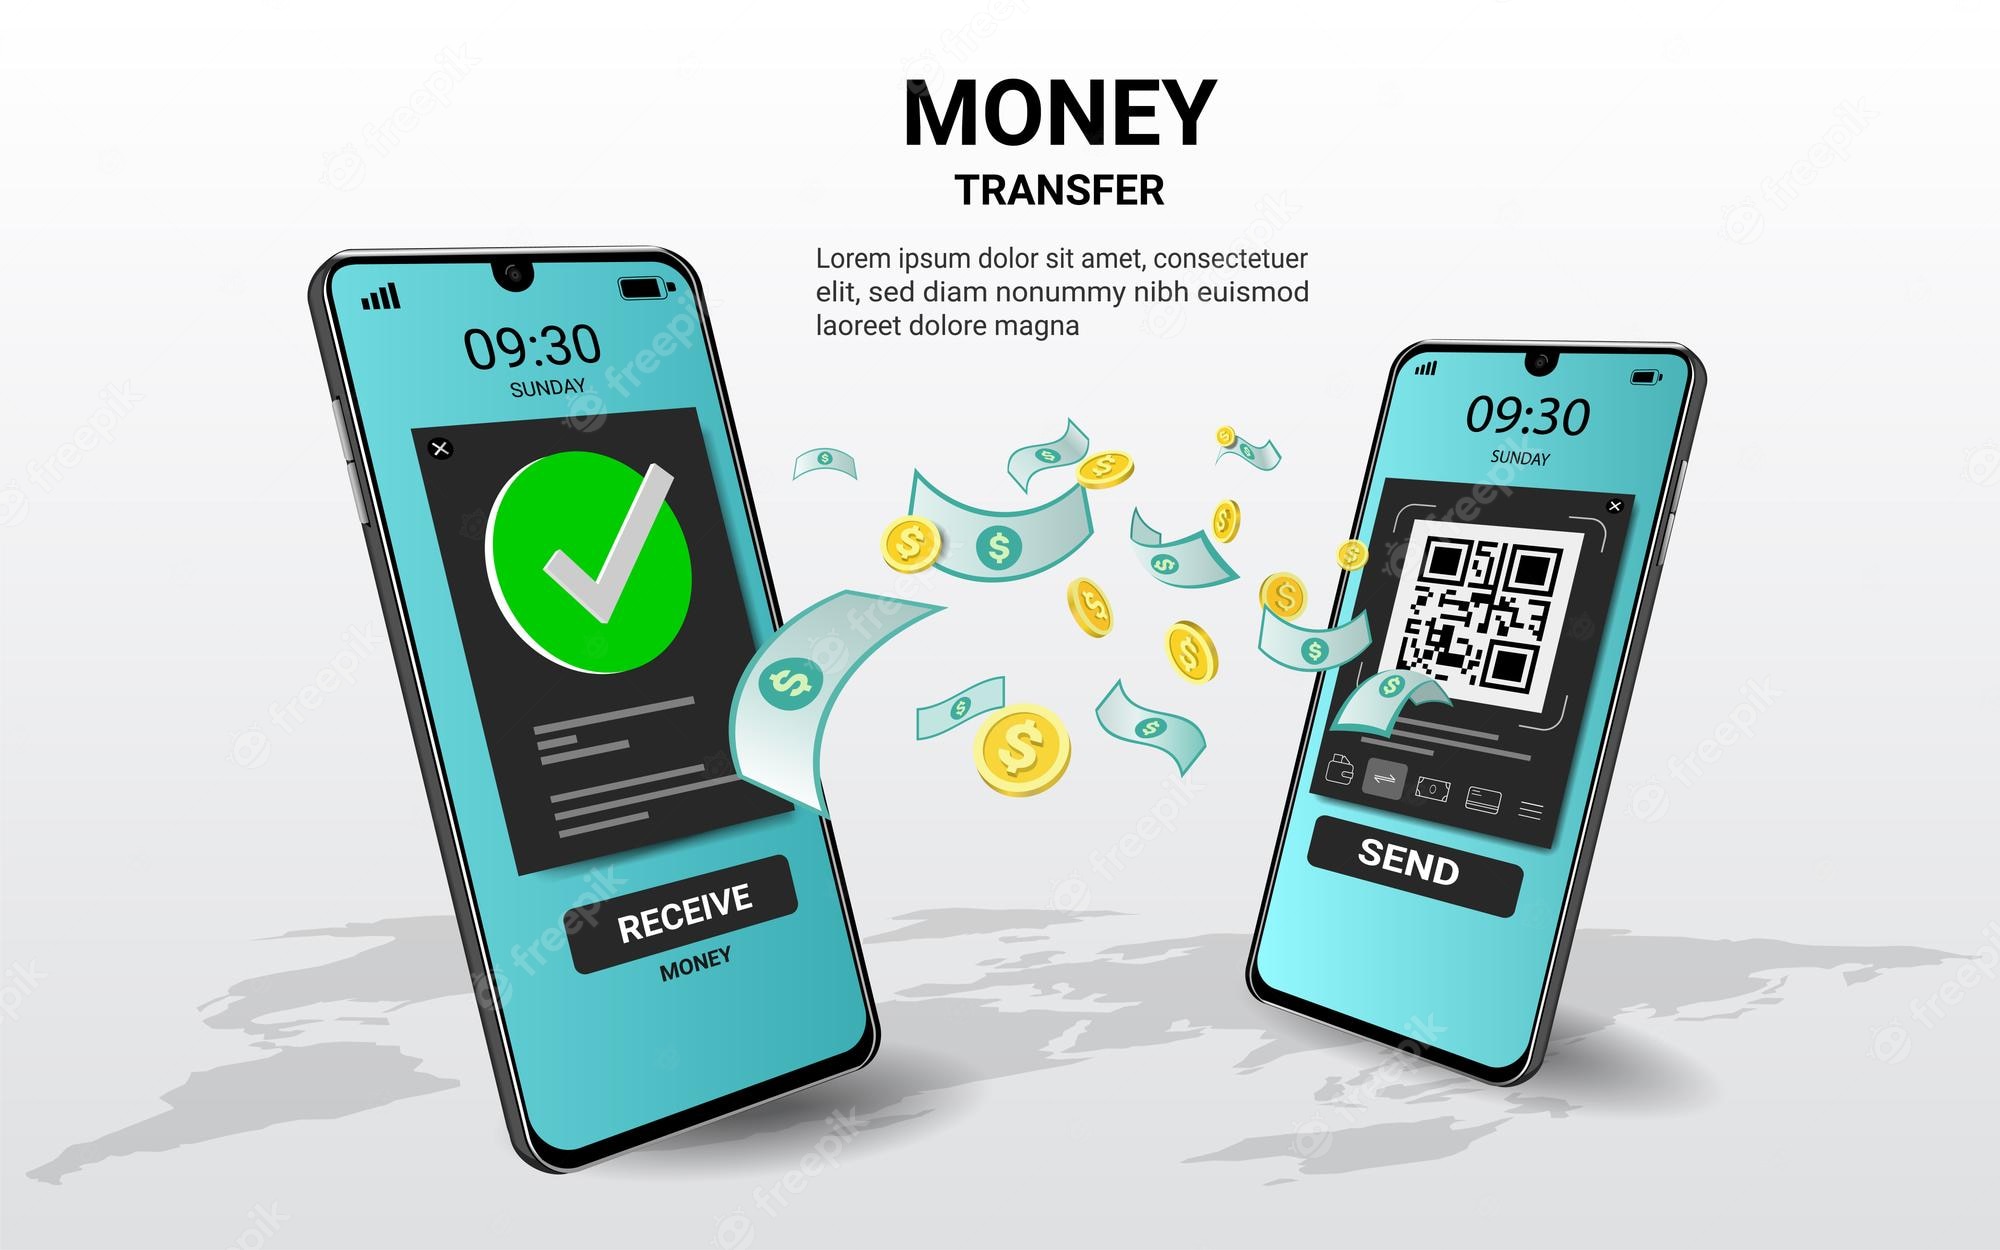 MONEY
TRANSFER
Lorem ipsum dolor sit amet, consectetuer
elit, sed diam nonummy nibh euismod
laoreet dolore magna
09:30
SUNDAY
RECEIVE
MONEY
09:30
SUNDAY
SEND
freepik